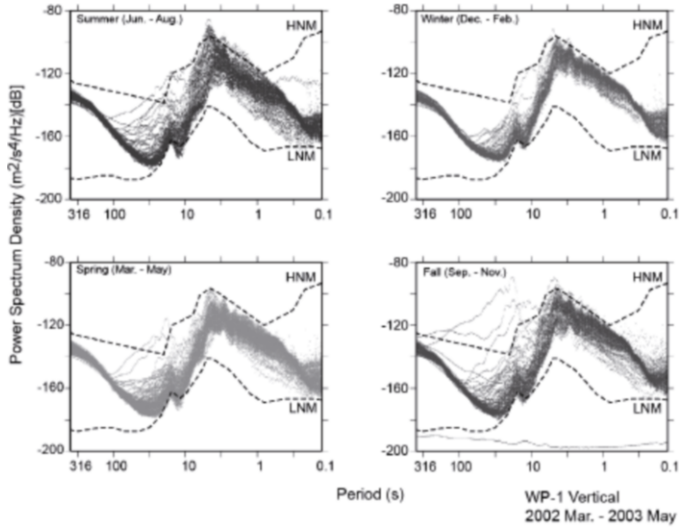 Summer (Jun. - Aug.)
HNM
LNM
-80
-120
-160
-200
316 100 10 1 0.1
Winter (Dec. - Feb.)
HNM
LNM
-80
-120
-160
-200
316 100 10 1 0.1
Power Spectrum Density (m2/s4/Hz)[dB]
Spring (Mar. - May)
HNM
LNM
-80
-120
-160
-200
316 100 10 1 0.1
Fall (Sep. - Nov.)
HNM
LNM
-80
-120
-160
-200
316 100 10 1 0.1
Period (s)
WP-1 Vertical
2002 Mar. - 2003 May